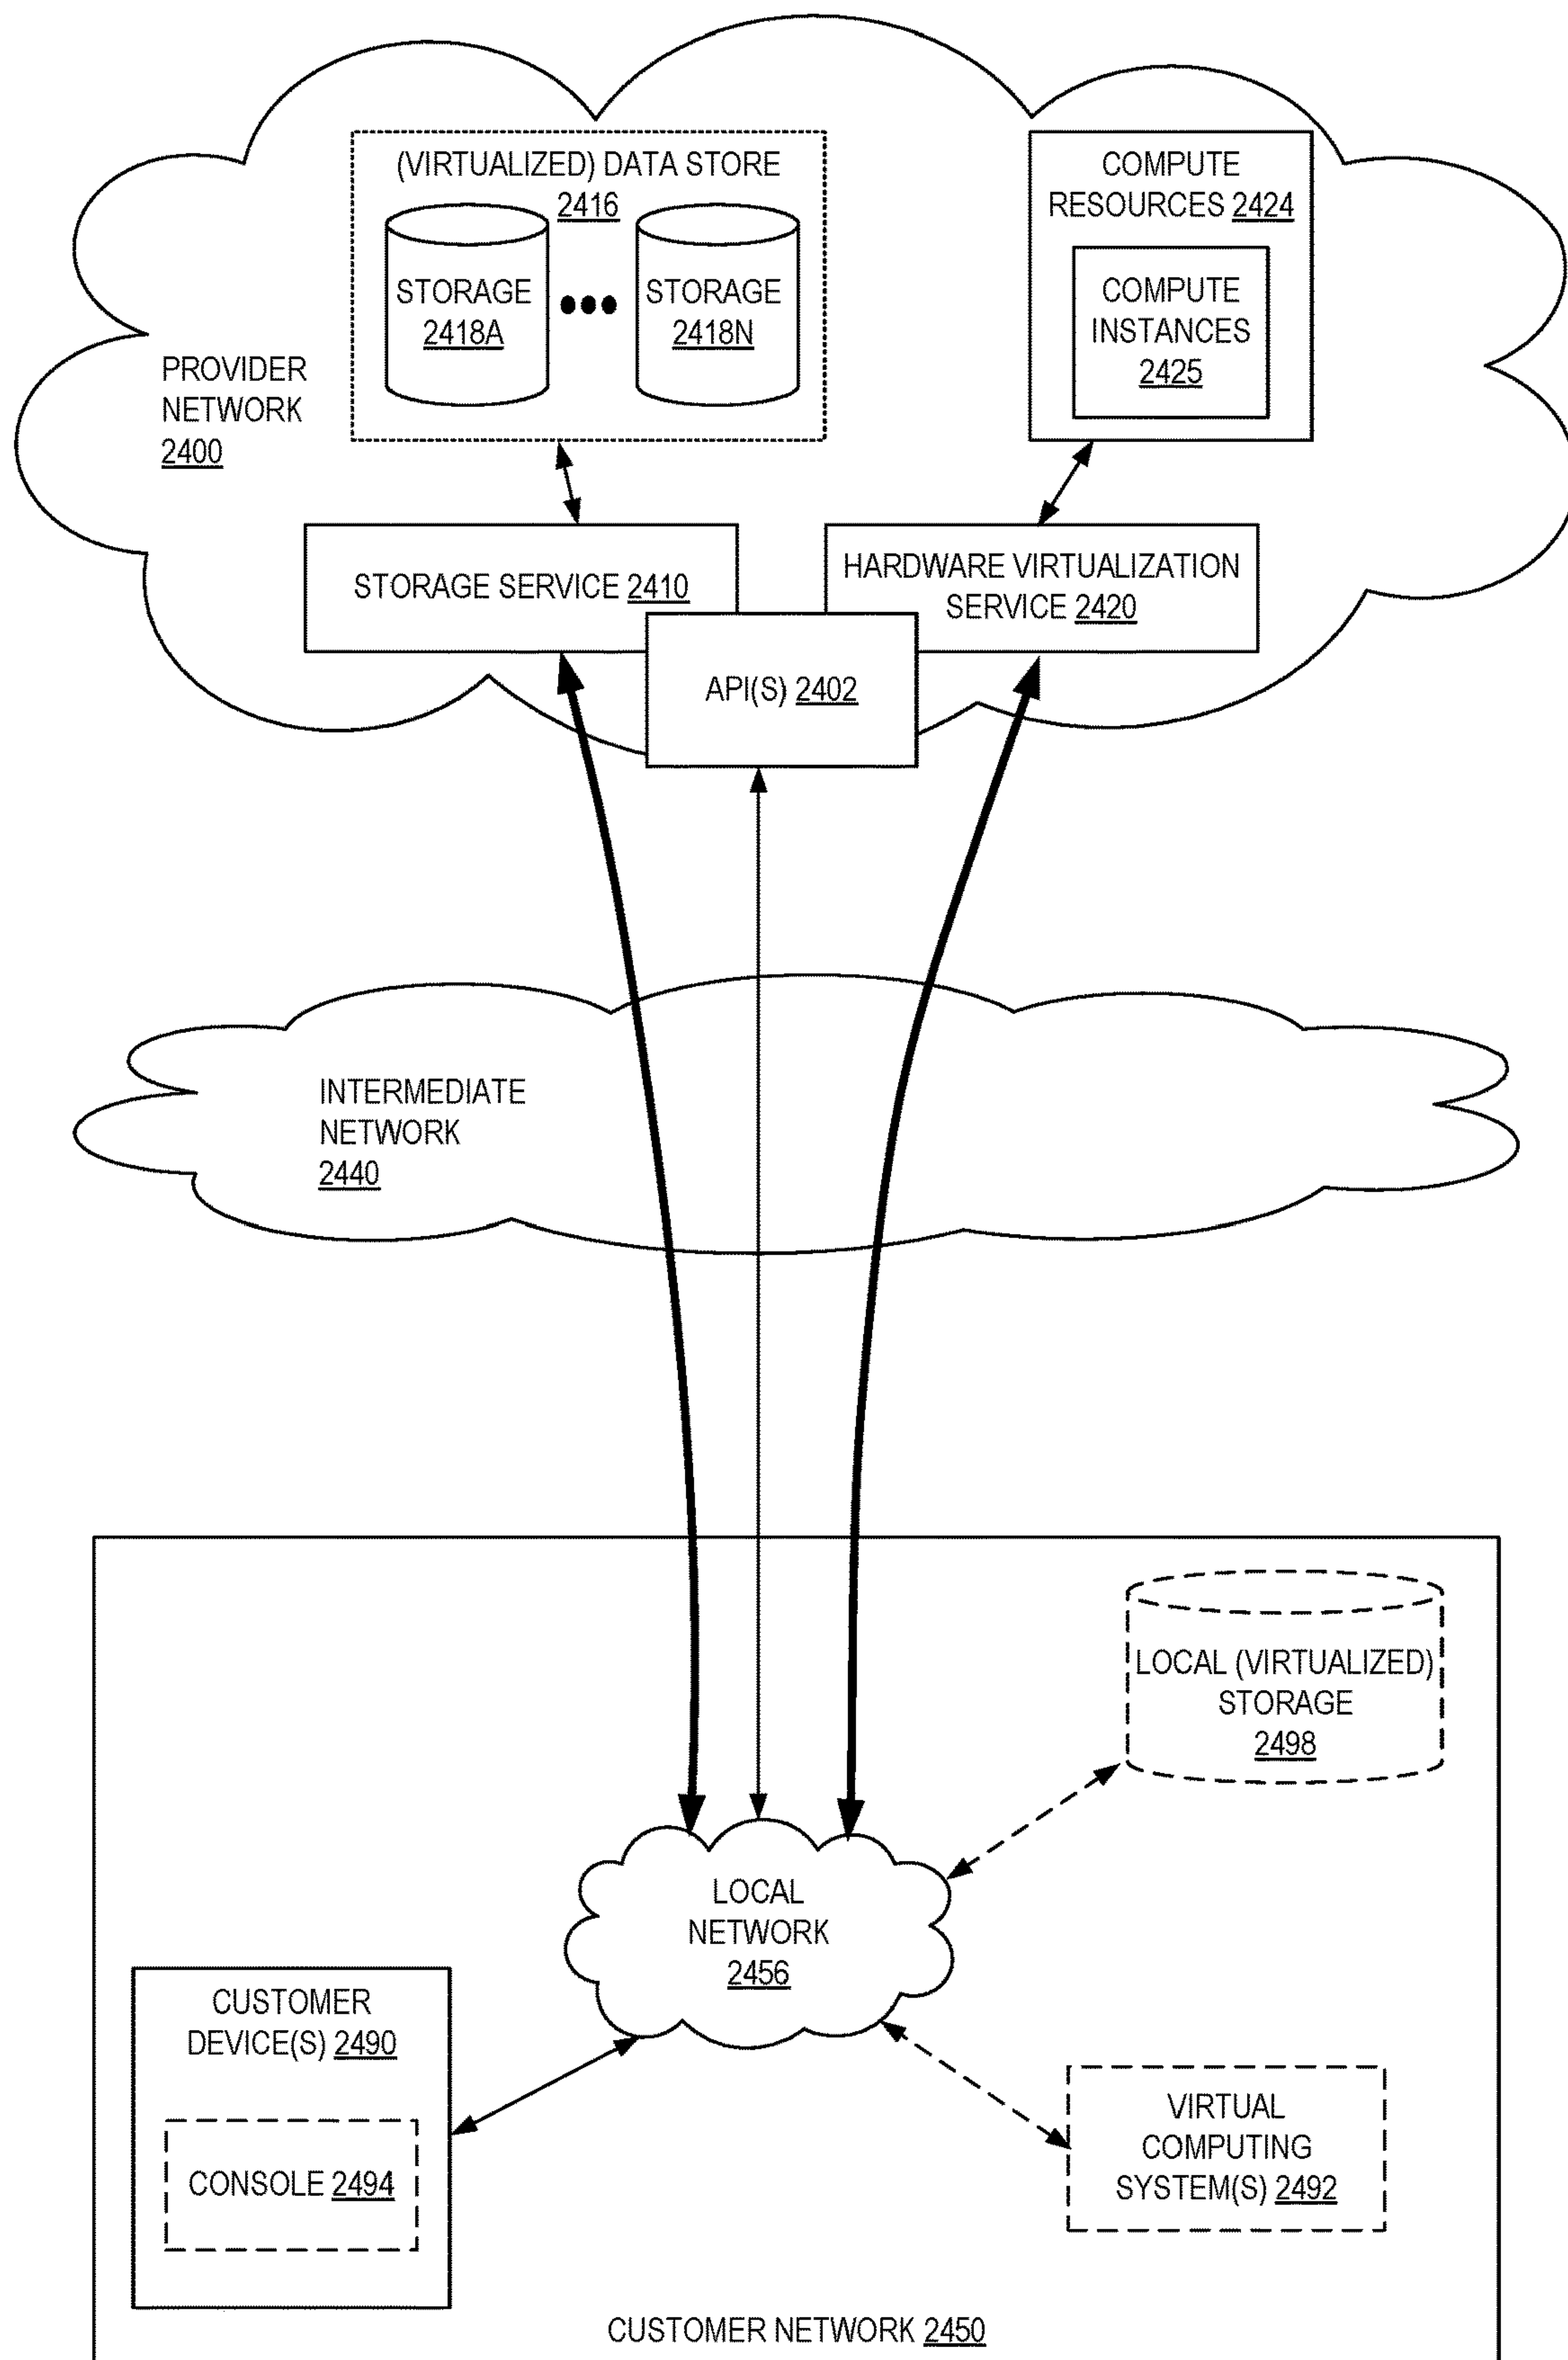 (VIRTUALIZED) DATA STORE
2416
STORAGE
2418A
STORAGE
2418N
COMPUTE
RESOURCES 2424
COMPUTE
INSTANCES
2425
PROVIDER
NETWORK
2400
STORAGE SERVICE 2410
HARDWARE VIRTUALIZATION
SERVICE 2420
API(S) 2402
INTERMEDIATE
NETWORK
2440
LOCAL (VIRTUALIZED)
STORAGE
2498
LOCAL
NETWORK
2456
CUSTOMER
DEVICE(S) 2490
CONSOLE 2494
VIRTUAL
COMPUTING
SYSTEM(S) 2492
CUSTOMER NETWORK 2450